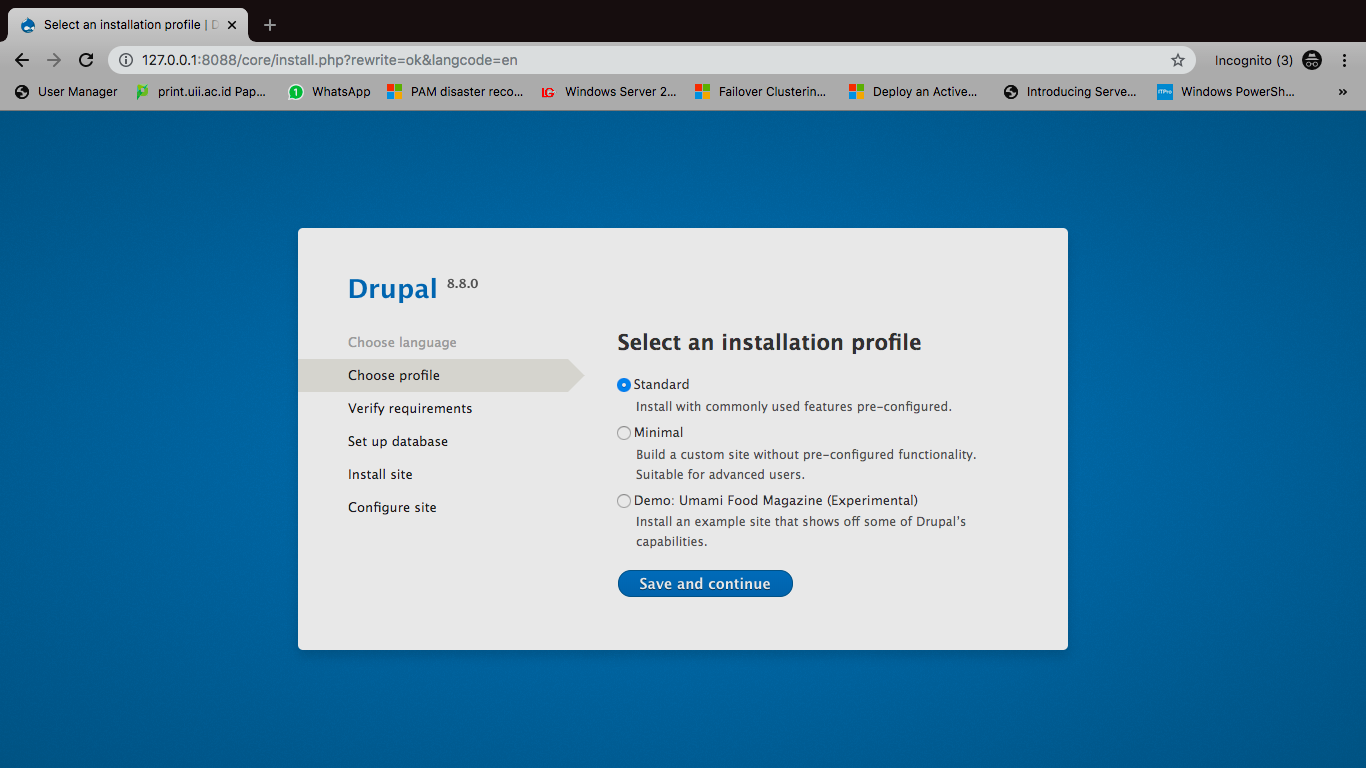 Select an installation profile | D
127.0.0.1:8088/core/install.php?rewrite=ok&langcode=en
Incognito (3)
User Manager
print.uii.ac.id Pap...
1
WhatsApp
PAM disaster reco...
LG
Windows Server 2...
Failover Clusterin...
Deploy an Active...
Introducing Serve...
ITPro
Windows PowerSh...
»
Drupal 8.8.0
Choose language
Choose profile
Verify requirements
Set up database
Install site
Configure site
Select an installation profile
Standard
Install with commonly used features pre-configured.
Minimal
Build a custom site without pre-configured functionality.
Suitable for advanced users.
Demo: Umami Food Magazine (Experimental)
Install an example site that shows off some of Drupal's
capabilities.
Save and continue